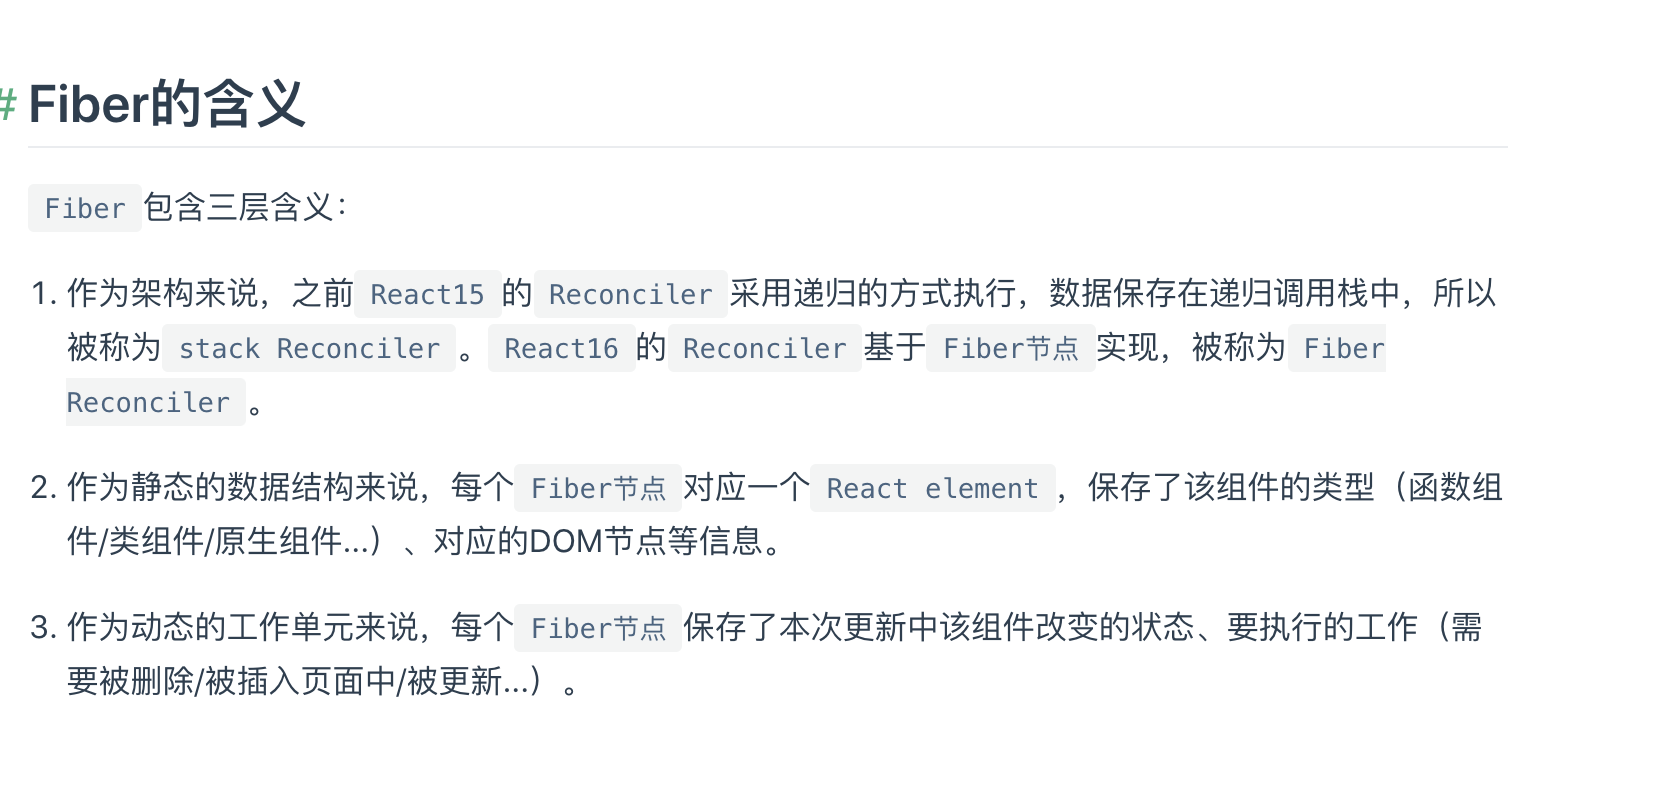 # Fiber的含义
Fiber 包含三层含义：
1. 作为架构来说，之前 React15 的 Reconciler 采用递归的方式执行，数据保存在递归调用栈中，所以
被称为 stack Reconciler 。 React16 的 Reconciler 基于 Fiber节点 实现，被称为 Fiber
Reconciler 。
2. 作为静态的数据结构来说，每个 Fiber节点 对应一个 React element ，保存了该组件的类型（函数组
件/类组件/原生组件...）、对应的DOM节点等信息。
3. 作为动态的工作单元来说，每个 Fiber节点 保存了本次更新中该组件改变的状态、要执行的工作（需
要被删除/被插入页面中/被更新...）。